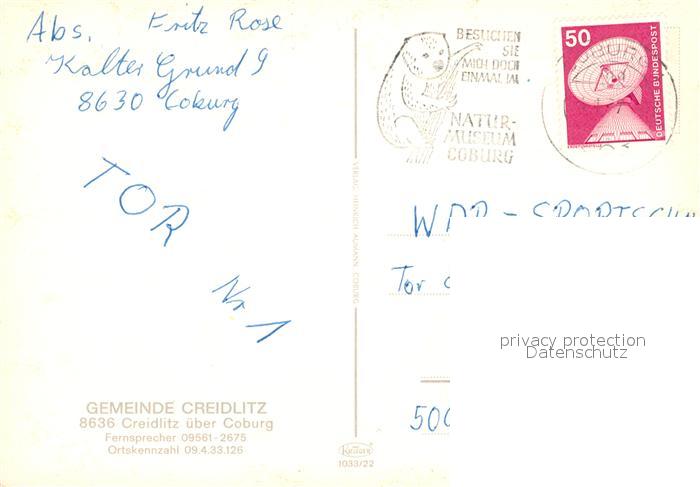 Abs. Fritz Rose
Kalter Grund 9
8630 Coburg
TOR
Nr 1
GEMEINDE CREIDLITZ
8636 Creidlitz über Coburg
Fernsprecher 09561-2675
Ortskennzahl 09.4.33.126
VERLAG HEINRICH AUMANN COBURG
1033/22
BESUCHEN
SIE
MICH DOCH
EINMAL IM
NATUR-
MUSEUM
COBURG
50
DEUTSCHE BUNDESPOST
WDR -
Tor
500
privacy protection
Datenschutz